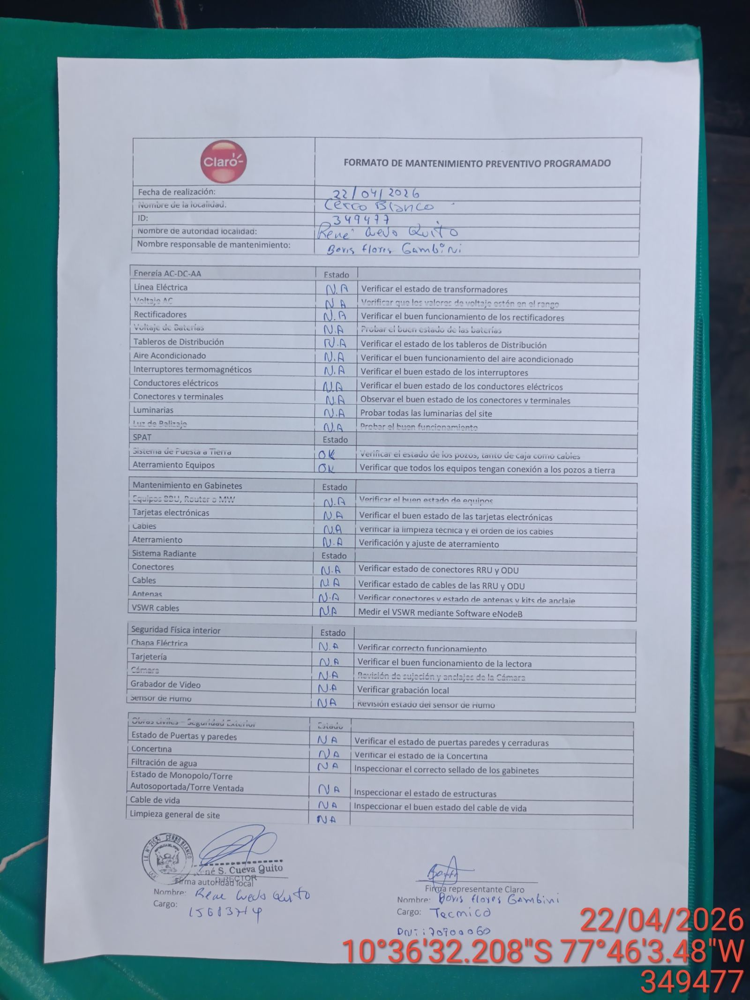 Claro-
FORMATO DE MANTENIMIENTO PREVENTIVO PROGRAMADO
Fecha de realización: 22/04/2026
Nombre de la localidad: Cerro Blanco
ID: 349477
Nombre de autoridad localidad: René Cueva Quito
Nombre responsable de mantenimiento: Boris Flores Gambini
Energía AC-DC-AA Estado
Línea Eléctrica N.A Verificar el estado de transformadores
Voltaje AC N A Verificar que los valores de voltaje estén en el rango
Rectificadores N.A Verificar el buen funcionamiento de los rectificadores
Voltaje de Baterías N.A Probar el buen estado de las baterías
Tableros de Distribución N.A Verificar el estado de los tableros de Distribución
Aire Acondicionado N.A Verificar el buen funcionamiento del aire acondicionado
Interruptores termomagnéticos N.A Verificar el buen estado de los interruptores
Conductores eléctricos N.A Verificar el buen estado de los conductores eléctricos
Conectores y terminales N.A Observar el buen estado de los conectores y terminales
Luminarias N.A Probar todas las luminarias del site
Luz de Balizaje N.A Probar el buen funcionamiento
SPAT Estado
Sistema de Puesta a Tierra OK Verificar el estado de los pozos, tanto de caja como cables
Aterramiento Equipos OK Verificar que todos los equipos tengan conexión a los pozos a tierra
Mantenimiento en Gabinetes Estado
Equipos BBU, Router o MW N.A Verificar el buen estado de equipos
Tarjetas electrónicas N.A Verificar el buen estado de las tarjetas electrónicas
Cables N.A Verificar la limpieza técnica y el orden de los cables
Aterramiento N.A Verificación y ajuste de aterramiento
Sistema Radiante Estado
Conectores N.A Verificar estado de conectores RRU y ODU
Cables N.A Verificar estado de cables de las RRU y ODU
Antenas N.A Verificar conectores y estado de antenas y kits de anclaje
VSWR cables N.A Medir el VSWR mediante Software eNodeB
Seguridad Física interior Estado
Chapa Eléctrica N.A Verificar correcto funcionamiento
Tarjetería N.A Verificar el buen funcionamiento de la lectora
Cámara N.A Revisión de sujeción y anclajes de la Cámara
Grabador de Video N.A Verificar grabación local
Sensor de Humo NA Revisión estado del sensor de Humo
Obras civiles – Seguridad Exterior Estado
Estado de Puertas y paredes NA Verificar el estado de puertas paredes y cerraduras
Concertina NA Verificar el estado de la Concertina
Filtración de agua NA Inspeccionar el correcto sellado de los gabinetes
Estado de Monopolo/Torre
Autosoportada/Torre Ventada NA Inspeccionar el estado de estructuras
Cable de vida NA Inspeccionar el buen estado del cable de vida
Limpieza general de site NA
CERRO BLANCO
René S. Cueva Quito
DIRECTOR
Firma autoridad local
Nombre: Rene Cueva Quito
Cargo:
Firma representante Claro
Nombre: Boris Flores Gambini
Cargo: Tecnico
DNI: 70900060
22/04/2026
10°36'32.208"S 77°46'3.48"W
349477